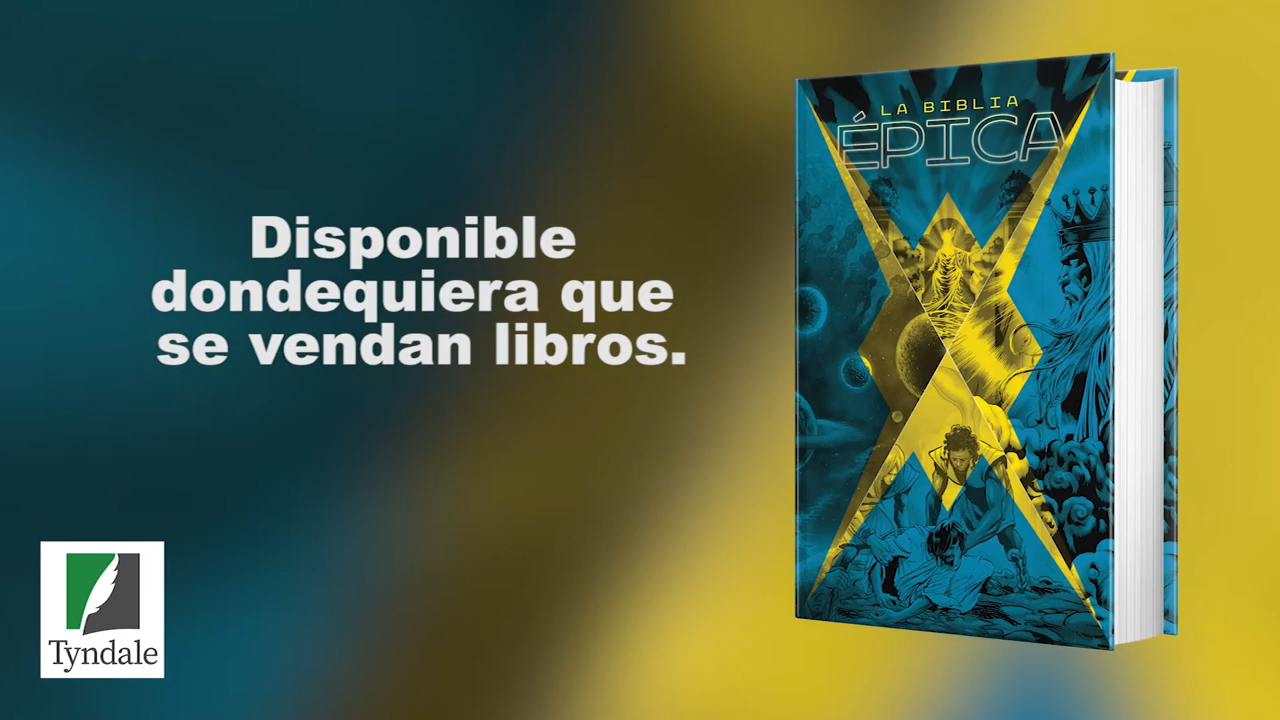 Disponible
dondequiera que
se vendan libros.
LA BIBLIA
ÉPICA
Tyndale